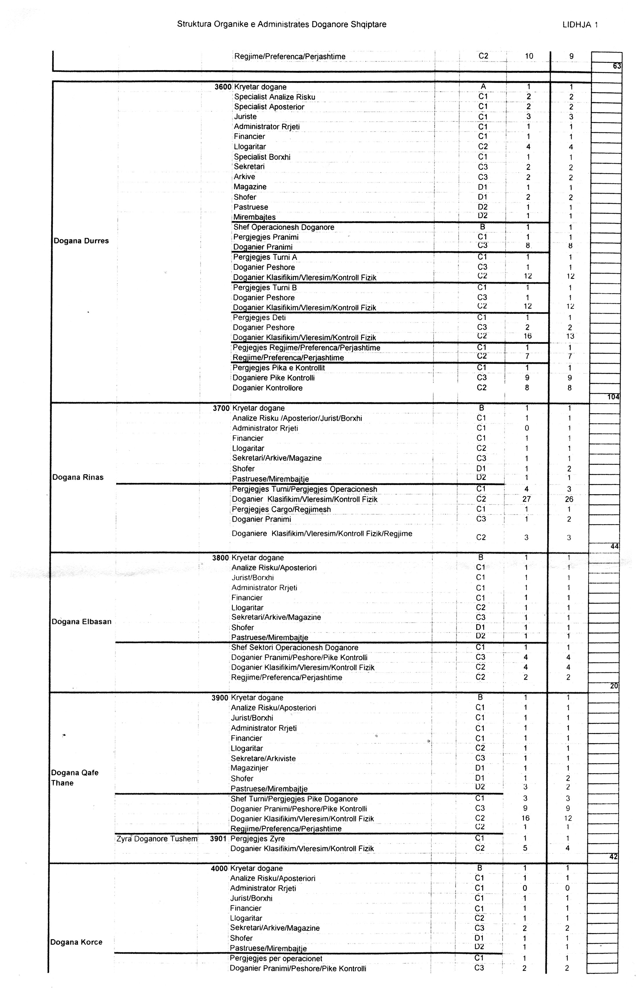 Struktura Organike e Administrates Doganore Shqiptare LIDHJA 1
Regjime/Preferenca/Perjashtime C2 10 9
63
3600 Kryetar dogane A 1 1
Specialist Analize Risku C1 2 2
Specialist Aposterior C1 2 2
Juriste C1 3 3
Administrator Rrjeti C1 1 1
Financier C1 1 1
Llogaritar C2 4 4
Specialist Borxhi C1 1 1
Sekretari C3 2 2
Arkive C3 2 2
Magazine D1 1 1
Shofer D1 2 2
Pastruese D2 1 1
Mirembajtes D2 1 1
Shef Operacionesh Doganore B 1 1
Pergjegjes Pranimi C1 1 1
Dogana Durres
Doganier Pranimi C3 8 8
Pergjegjes Turni A C1 1 1
Doganier Peshore C3 1 1
Doganier Klasifikim/Vleresim/Kontroll Fizik C2 12 12
Pergjegjes Turni B C1 1 1
Doganier Peshore C3 1 1
Doganier Klasifikim/Vleresim/Kontroll Fizik C2 12 12
Pergjegjes Deti C1 1 1
Doganier Peshore C3 2 2
Doganier Klasifikim/Vleresim/Kontroll Fizik C2 16 13
Pegjegjes Regjime/Preferenca/Perjashtime C1 1 1
Regjime/Preferenca/Perjashtime C2 7 7
Pergjegjes Pika e Kontrollit C1 1 1
Doganiere Pike Kontrolli C3 9 9
Doganier Kontrollore C2 8 8
104
3700 Kryetar dogane B 1 1
Analize Risku /Aposterior/Jurist/Borxhi C1 1 1
Administrator Rrjeti C1 0 1
Financier C1 1 1
Llogaritar C2 1 1
Sekretari/Arkive/Magazine C3 1 1
Shofer D1 1 2
Dogana Rinas
Pastruese/Mirembajtje D2 1 1
Pergjegjes Turni/Pergjegjes Operacionesh C1 4 3
Doganier Klasifikim/Vleresim/Kontroll Fizik C2 27 26
Pergjegjes Cargo/Regjimesh C1 1 1
Doganier Pranimi C3 1 2
Doganiere Klasifikim/Vleresim/Kontroll Fizik/Regjime C2 3 3
44
3800 Kryetar dogane B 1 1
Analize Risku/Aposteriori C1 1 1
Jurist/Borxhi C1 1 1
Administrator Rrjeti C1 1 1
Financier C1 1 1
Llogaritar C2 1 1
Sekretari/Arkive/Magazine C3 1 1
Dogana Elbasan
Shofer D1 1 1
Pastruese/Mirembajtje D2 1 1
Shef Sektori Operacionesh Doganore C1 1 1
Doganier Pranimi/Peshore/Pike Kontrolli C3 4 4
Doganier Klasifikim/Vleresim/Kontroll Fizik C2 4 4
Regjime/Preferenca/Perjashtime C2 2 2
20
3900 Kryetar dogane B 1 1
Analize Risku/Aposteriori C1 1 1
Jurist/Borxhi C1 1 1
Administrator Rrjeti C1 1 1
Financier C1 1 1
Llogaritar C2 1 1
Sekretare/Arkiviste C3 1 1
Magazinjer D1 1 1
Dogana Qafe
Thane
Shofer D1 1 2
Pastruese/Mirembajtje D2 3 2
Shef Turni/Pergjegjes Pike Doganore C1 3 3
Doganier Pranimi/Peshore/Pike Kontrolli C3 9 9
Doganier Klasifikim/Vleresim/Kontroll Fizik C2 16 12
Regjime/Preferenca/Perjashtime C2 1 1
Zyra Doganore Tushem 3901 Pergjegjes Zyre C1 1 1
Doganier Klasifikim/Vleresim/Kontroll Fizik C2 5 4
42
4000 Kryetar dogane B 1 1
Analize Risku/Aposteriori C1 1 1
Administrator Rrjeti C1 0 0
Jurist/Borxhi C1 1 1
Financier C1 1 1
Llogaritar C2 1 1
Sekretari/Arkive/Magazine C3 2 2
Shofer D1 1 1
Dogana Korce
Pastruese/Mirembajtje D2 1 1
Pergjegjes per operacionet C1 1 1
Doganier Pranimi/Peshore/Pike Kontrolli C3 2 2